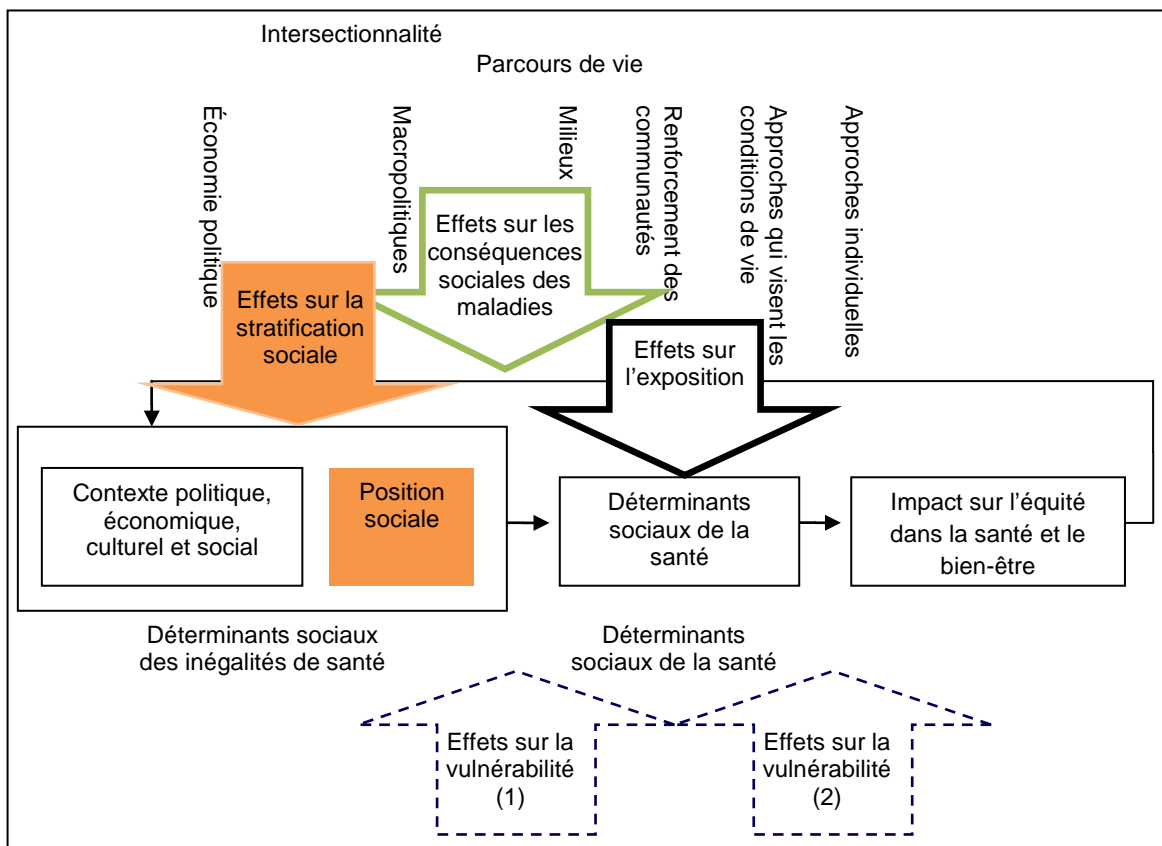 Intersectionnalité
Parcours de vie
Économie politique
Macropolitiques
Milieux
Renforcement des
communautés
Approches qui visent les
conditions de vie
Approches individuelles
Effets sur les
conséquences
sociales des
maladies
Effets sur la
stratification
sociale
Effets sur
l’exposition
Contexte politique,
économique,
culturel et social
Position
sociale
Déterminants
sociaux de la
santé
Impact sur l’équité
dans la santé et le
bien-être
Déterminants sociaux
des inégalités de santé
Déterminants
sociaux de la santé
Effets sur la
vulnérabilité
(1)
Effets sur la
vulnérabilité
(2)